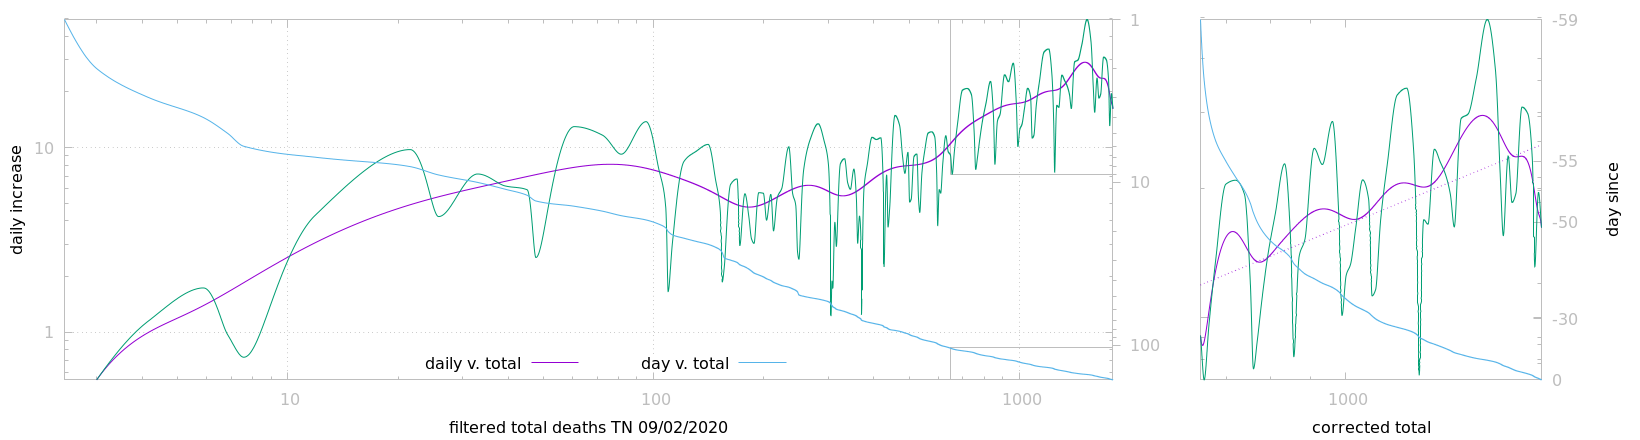 1
-59
10
-55
daily increase
10
-50
day since
1
-30
100
daily v. total
day v. total
0
10
100
1000
1000
filtered total deaths TN 09/02/2020
corrected total